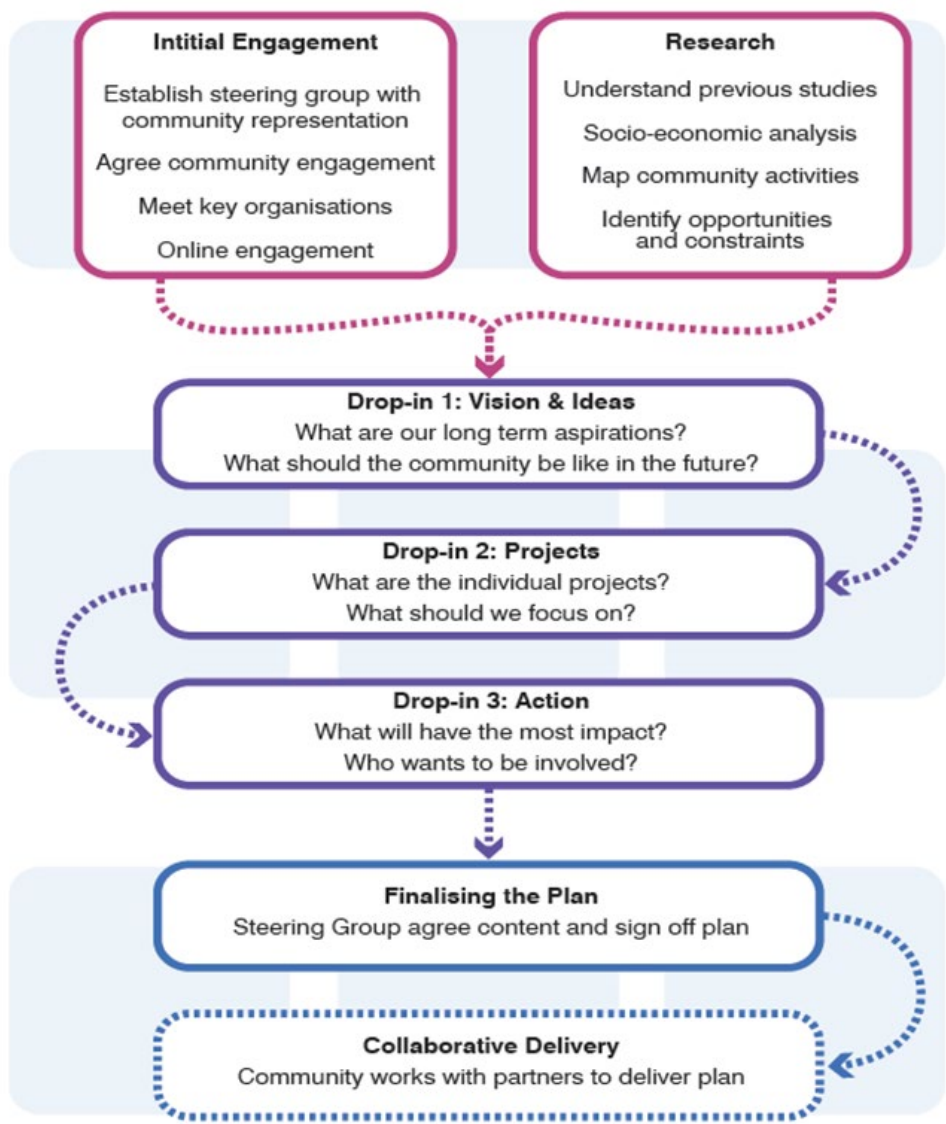 Intitial Engagement
Establish steering group with
community representation
Agree community engagement
Meet key organisations
Online engagement
Research
Understand previous studies
Socio-economic analysis
Map community activities
Identify opportunities
and constraints
Drop-in 1: Vision & Ideas
What are our long term aspirations?
What should the community be like in the future?
Drop-in 2: Projects
What are the individual projects?
What should we focus on?
Drop-in 3: Action
What will have the most impact?
Who wants to be involved?
Finalising the Plan
Steering Group agree content and sign off plan
Collaborative Delivery
Community works with partners to deliver plan